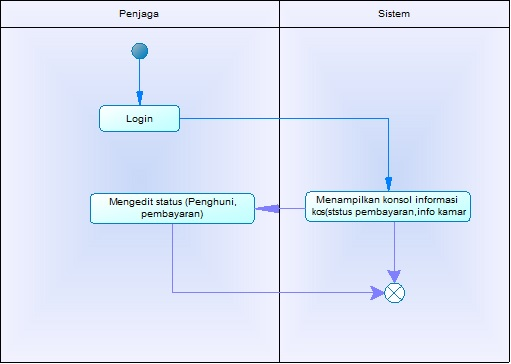 Penjaga
Sistem
Login
Mengedit status (Penghuni,
pembayaran)
Menampilkan konsol informasi
kos(ststus pembayaran,info kamar